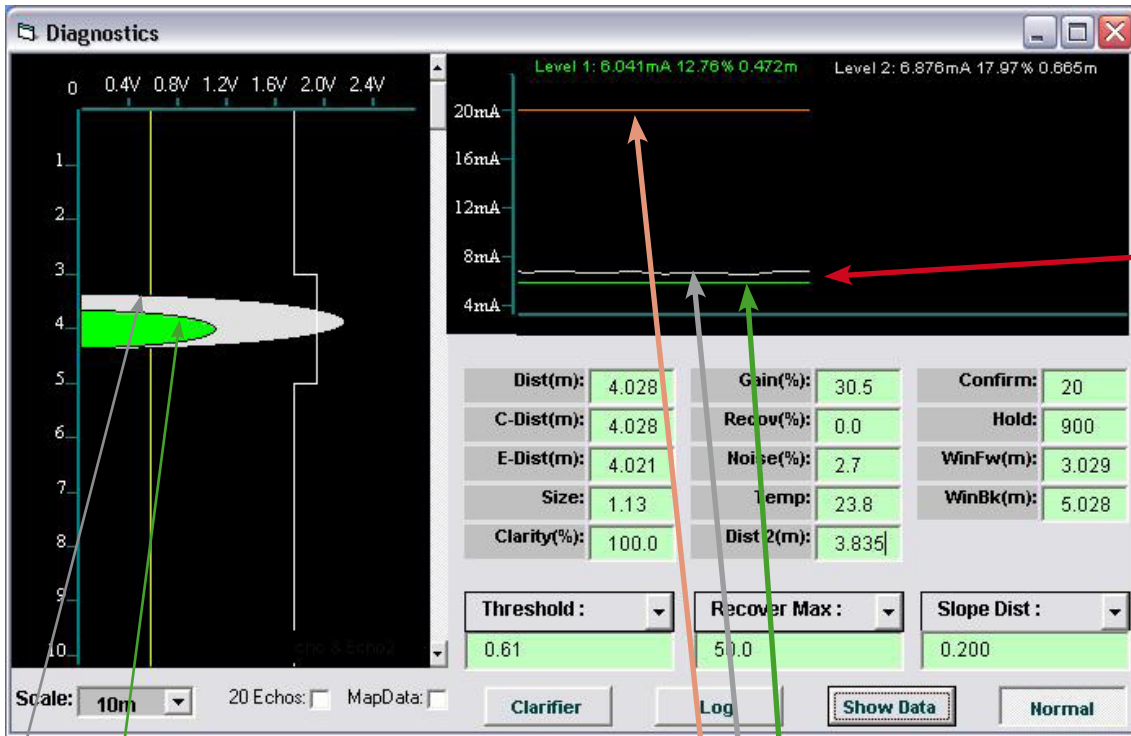 Diagnostics
0 0.4V 0.8V 1.2V 1.6V 2.0V 2.4V
1
2
3
4
5
6
7
8
9
10
cho & Echo2
Level 1: 6.041mA 12.76% 0.472m Level 2: 6.876mA 17.97% 0.665m
20mA
16mA
12mA
8mA
4mA
Dist(m): 4.028 Gain(%): 30.5 Confirm: 20
C-Dist(m): 4.028 Recov(%): 0.0 Hold: 900
E-Dist(m): 4.021 Noise(%): 2.7 WinFw(m): 3.029
Size: 1.13 Temp: 23.8 WinBk(m): 5.028
Clarity(%): 100.0 Dist 2(m): 3.835
Threshold : Recover Max : Slope Dist :
0.61 50.0 0.200
Scale: 10m 20 Echos: MapData: Clarifier Log Show Data Normal